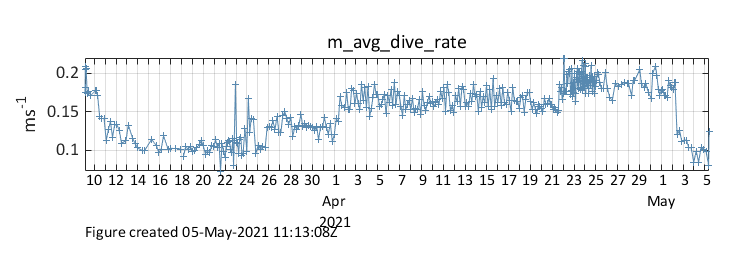 m_avg_dive_rate
0.2
0.15
0.1
ms-1
10 12 14 16 18 20 22 24 26 28 30 1 3 5 7 9 11 13 15 17 19 21 23 25 27 29 1 3 5
Apr May
2021
Figure created 05-May-2021 11:13:08Z